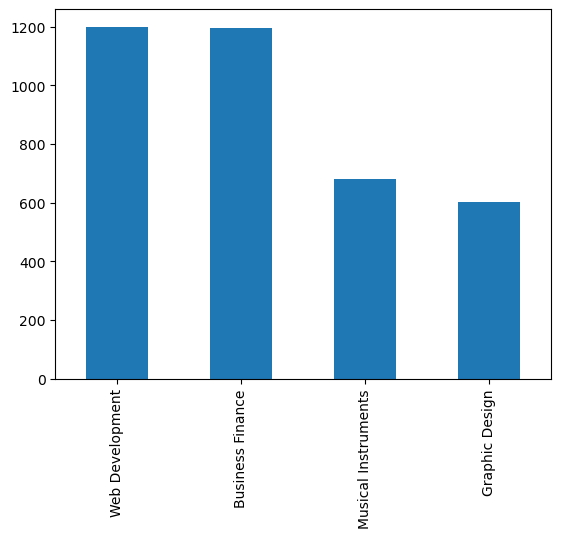 1200
1000
800
600
400
200
0
Web Development
Business Finance
Musical Instruments
Graphic Design